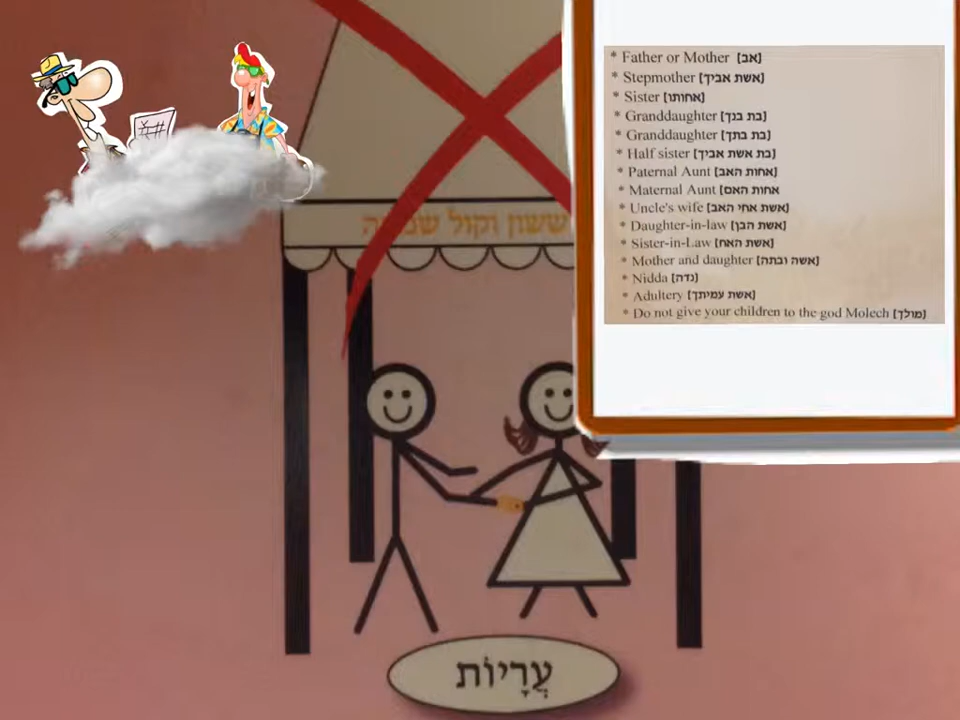 * Father or Mother [אב]
* Stepmother [אשת אביך]
* Sister [אחותו]
* Granddaughter [בת בנך]
* Granddaughter [בת בתך]
* Half sister [בת אשת אביך]
* Paternal Aunt [אחות האב]
* Maternal Aunt [אחות האם
* Uncle's wife [אשת אחי האב]
* Daughter-in-law [אשת הבן]
* Sister-in-Law [אשת האח]
* Mother and daughter [אשה ובתה]
* Nidda [נדה]
* Adultery [אשת עמיתך]
* Do not give your children to the god Molech [מולך]
ששון וקול
עֲרָיוֹת